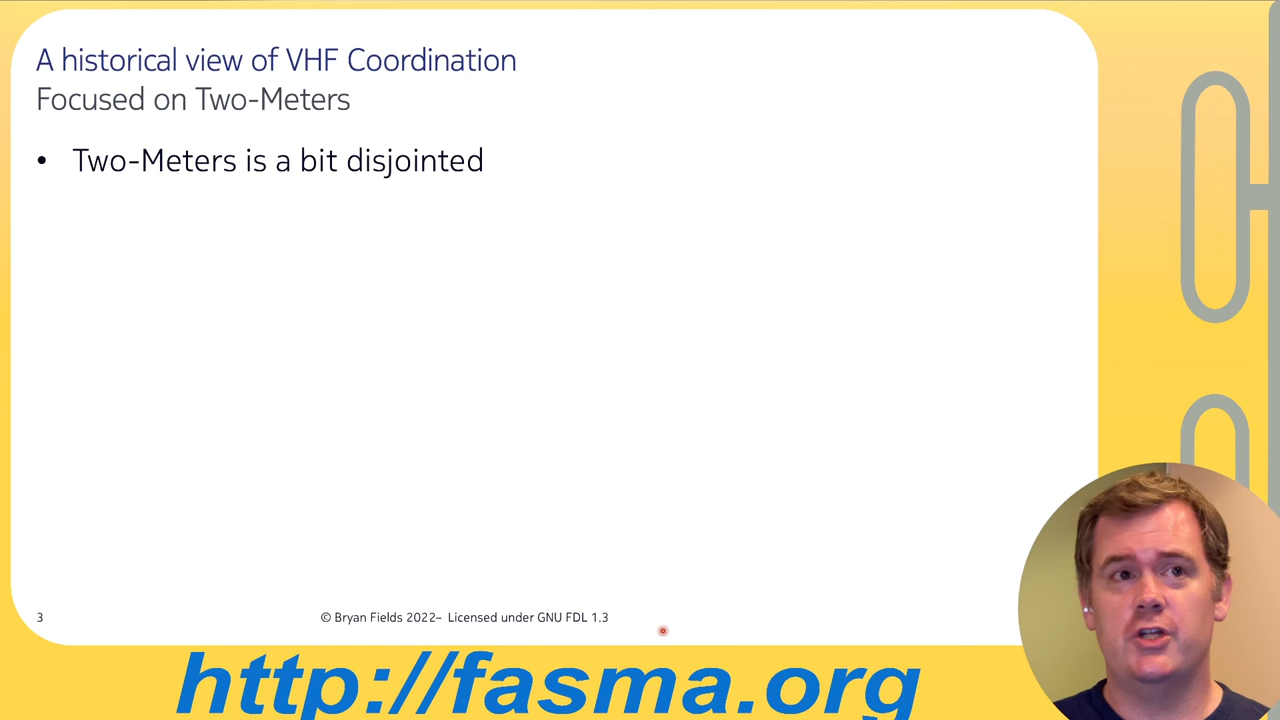 A historical view of VHF Coordination
Focused on Two-Meters
• Two-Meters is a bit disjointed
3
© Bryan Fields 2022– Licensed under GNU FDL 1.3
http://fasma.org